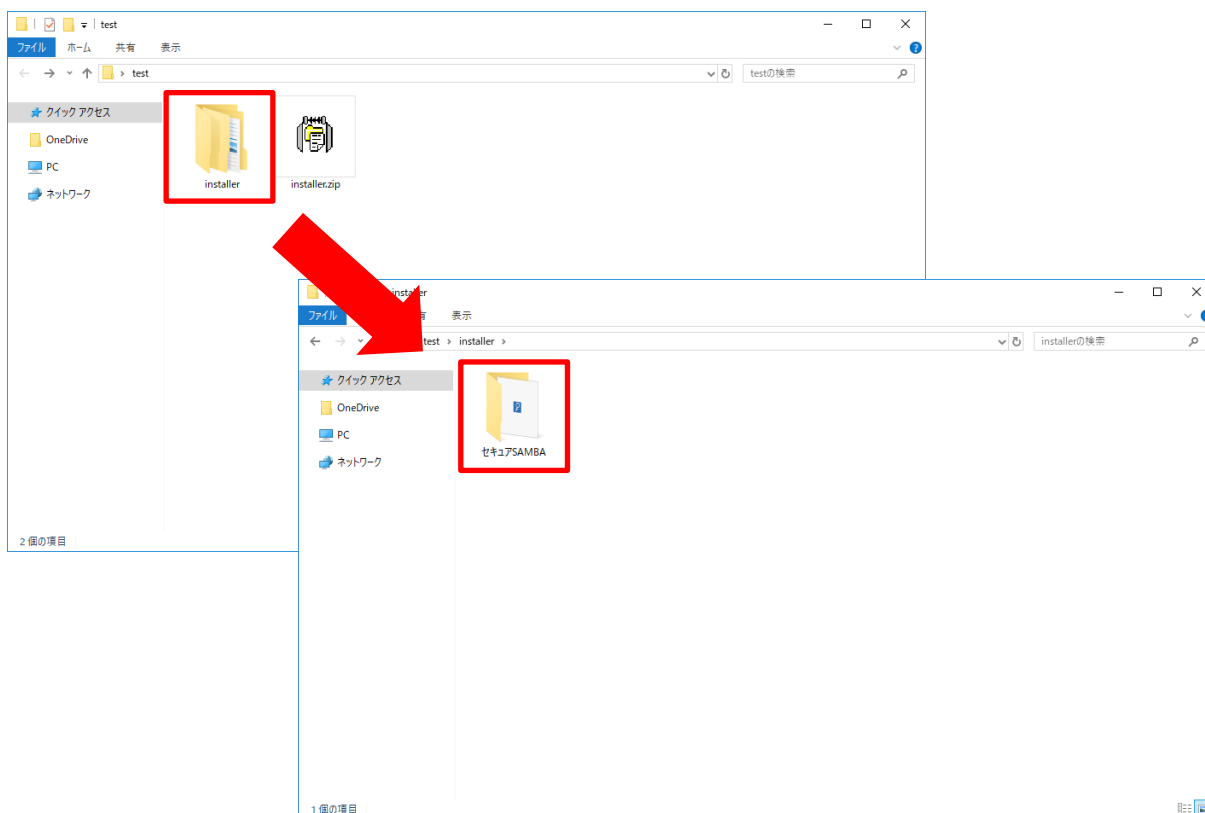 test
ファイル ホーム 共有 表示
test
testの検索
クイック アクセス
OneDrive
PC
ネットワーク
installer
installer.zip
2 個の項目
installer
ファイル 有 表示
test installer
installerの検索
クイック アクセス
OneDrive
PC
ネットワーク
セキュアSAMBA
1 個の項目